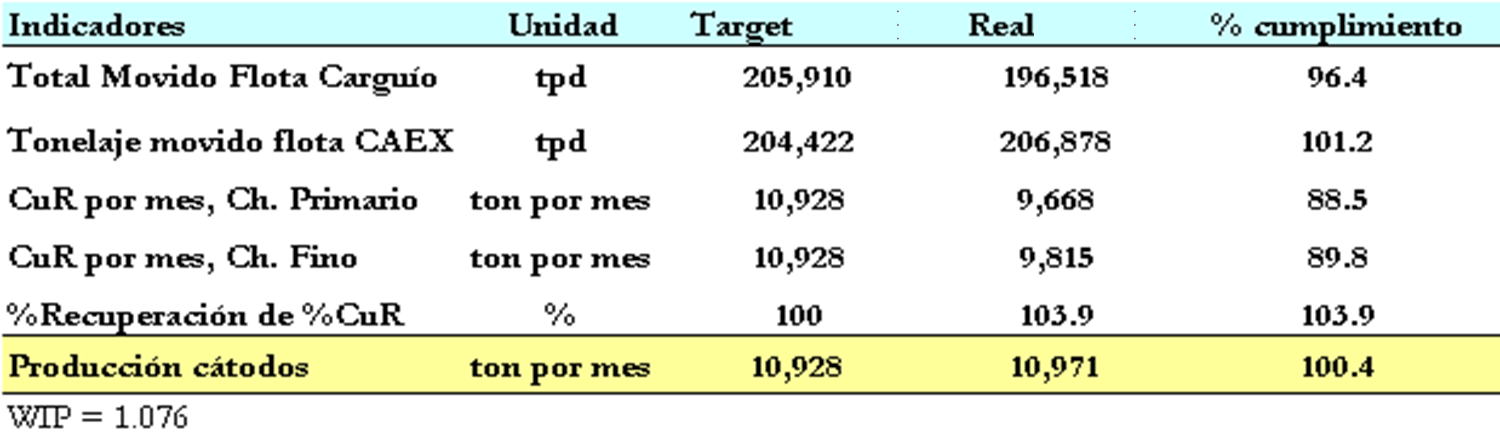 Indicadores Unidad Target Real % cumplimiento
Total Movido Flota Carguío tpd 205,910 196,518 96.4
Tonelaje movido flota CAEX tpd 204,422 206,878 101.2
CuR por mes, Ch. Primario ton por mes 10,928 9,668 88.5
CuR por mes, Ch. Fino ton por mes 10,928 9,815 89.8
%Recuperación de %CuR % 100 103.9 103.9
Producción cátodos ton por mes 10,928 10,971 100.4
WIP = 1.076